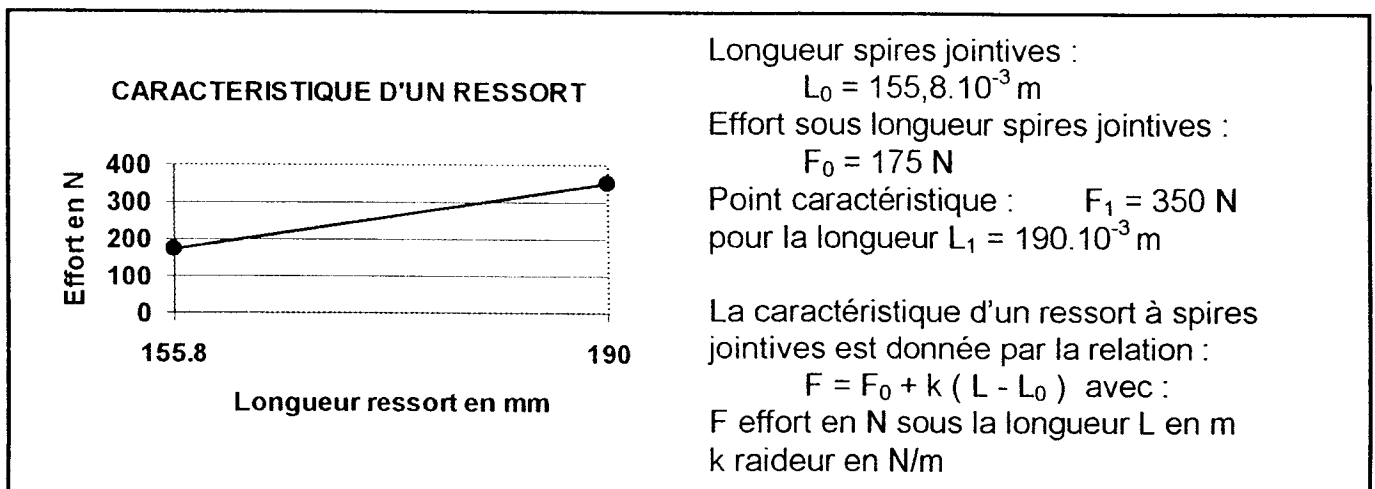 CARACTERISTIQUE D'UN RESSORT
Effort en N
400
300
200
100
0
155.8
190
Longueur ressort en mm
Longueur spires jointives :
L₀ = 155,8.10⁻³ m
Effort sous longueur spires jointives :
F₀ = 175 N
Point caractéristique : F₁ = 350 N
pour la longueur L₁ = 190.10⁻³ m
La caractéristique d'un ressort à spires
jointives est donnée par la relation :
F = F₀ + k ( L - L₀ ) avec :
F effort en N sous la longueur L en m
k raideur en N/m